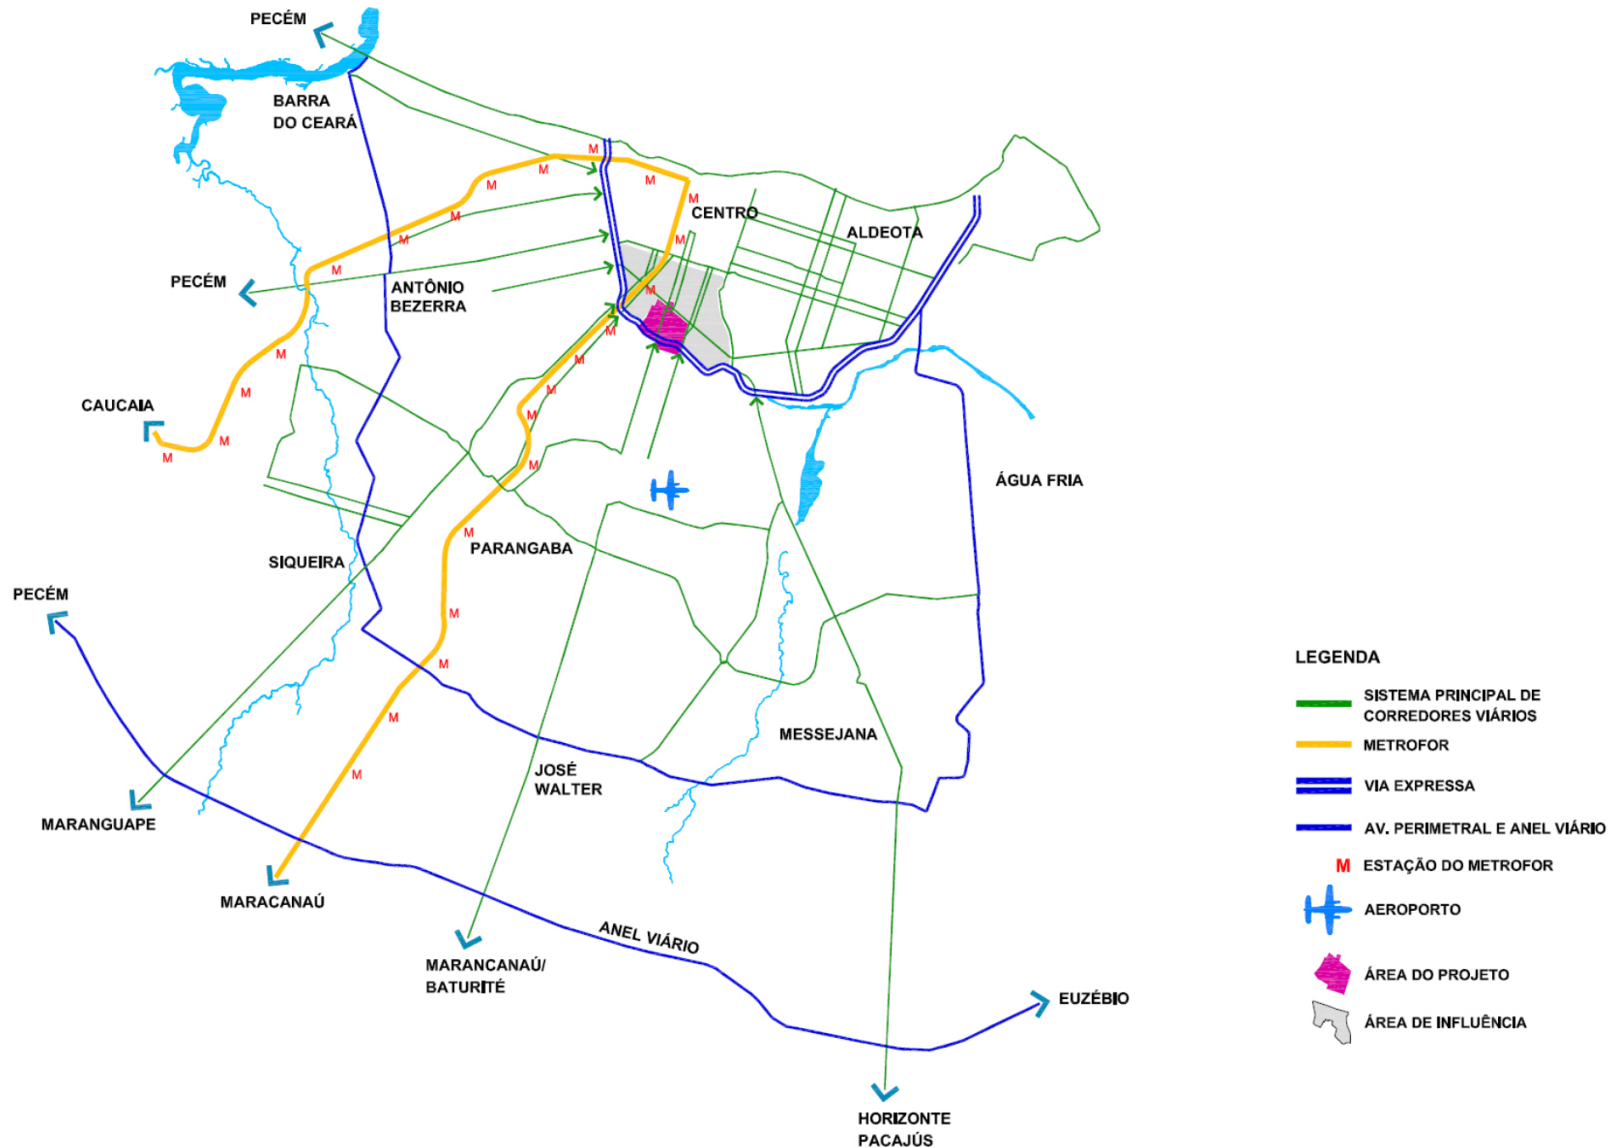 PECÉM
BARRA
DO CEARÁ
M
M
M
M
M
M
CENTRO
M
M
ALDEOTA
M
M
PECÉM
ANTÔNIO
BEZERRA
M
M
M
M
M
M
CAUCAIA
M
M
M
M
M
ÁGUA FRIA
M
PARANGABA
SIQUEIRA
PECÉM
M
M
M
MESSEJANA
M
JOSÉ
WALTER
MARANGUAPE
MARACANAÚ
ANEL VIÁRIO
MARANCANAÚ/
BATURITÉ
EUZÉBIO
HORIZONTE
PACAJÚS
LEGENDA
SISTEMA PRINCIPAL DE
CORREDORES VIÁRIOS
METROFOR
VIA EXPRESSA
AV. PERIMETRAL E ANEL VIÁRIO
M ESTAÇÃO DO METROFOR
AEROPORTO
ÁREA DO PROJETO
ÁREA DE INFLUÊNCIA